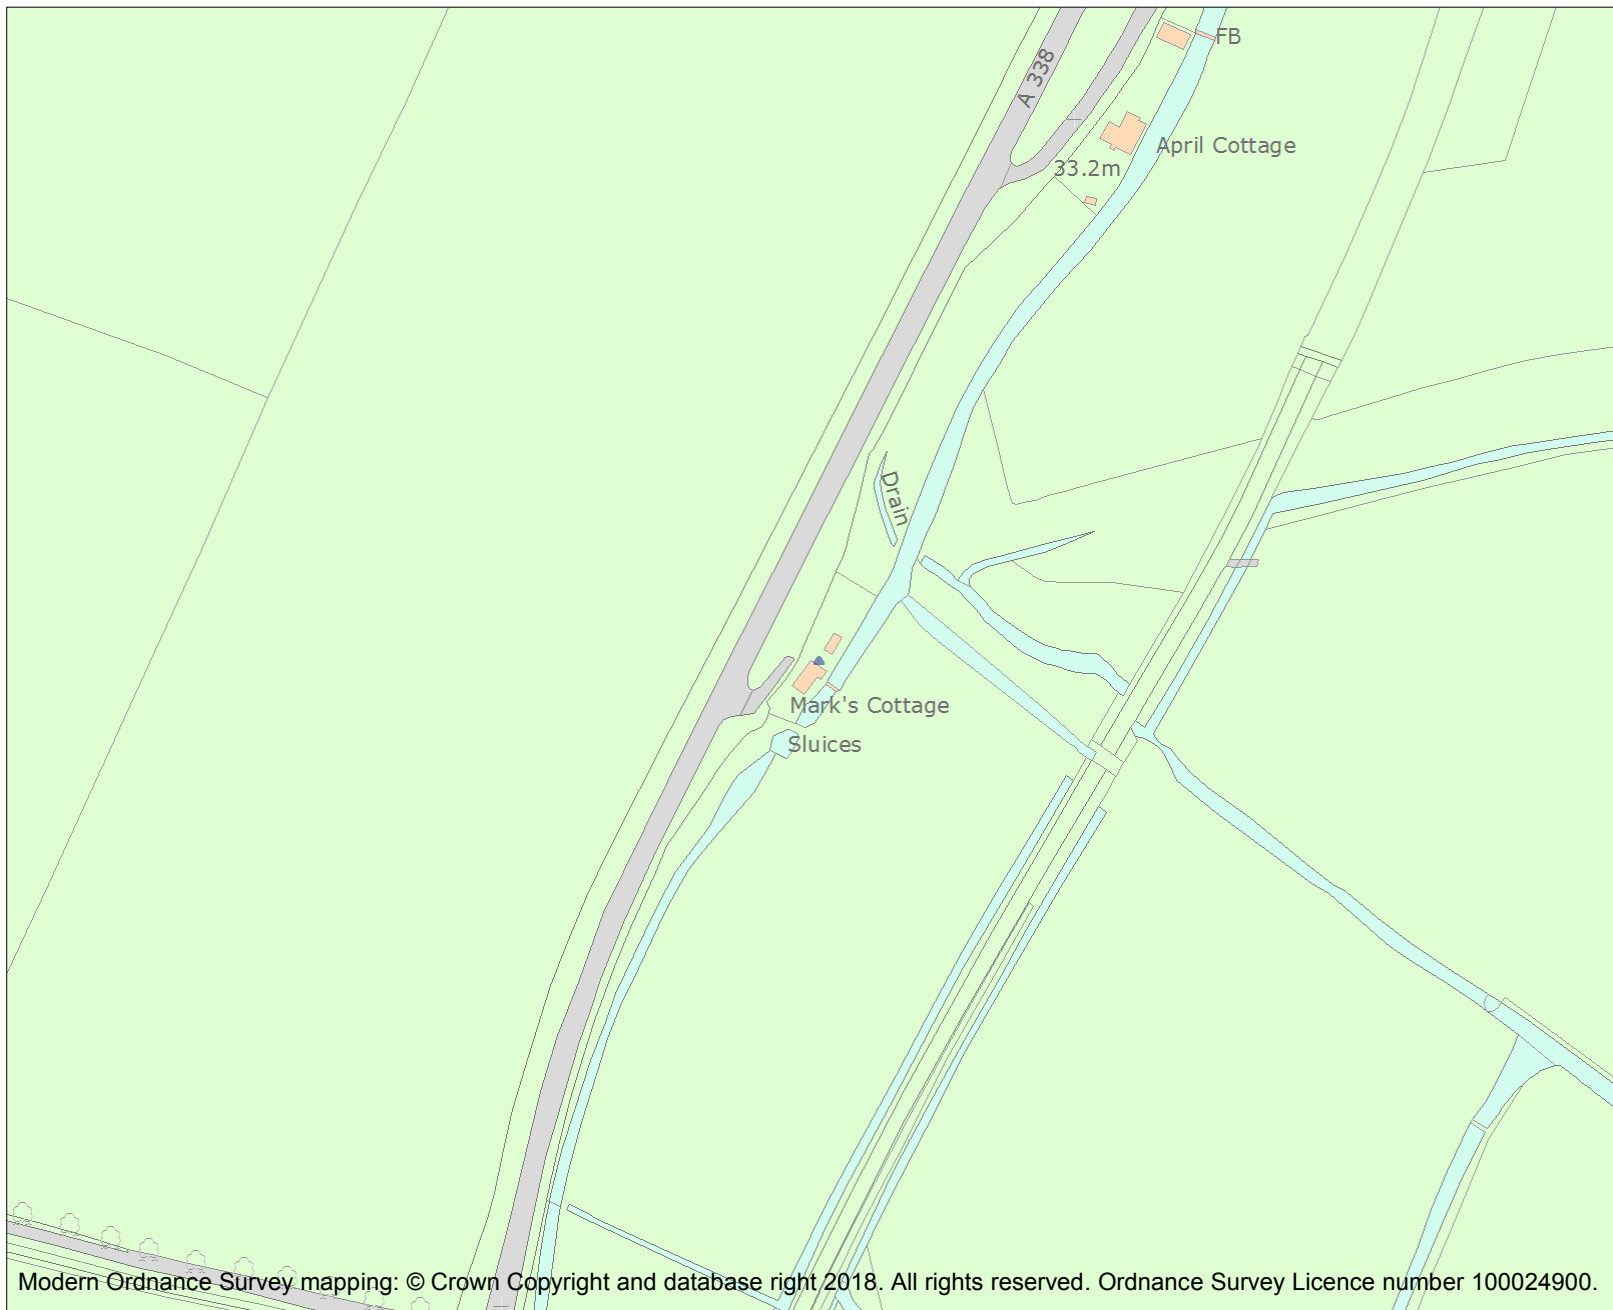 FB
A 338
April Cottage
33.2m
Drain
Mark's Cottage
Sluices
Modern Ordnance Survey mapping: © Crown Copyright and database right 2018. All rights reserved. Ordnance Survey Licence number 100024900.